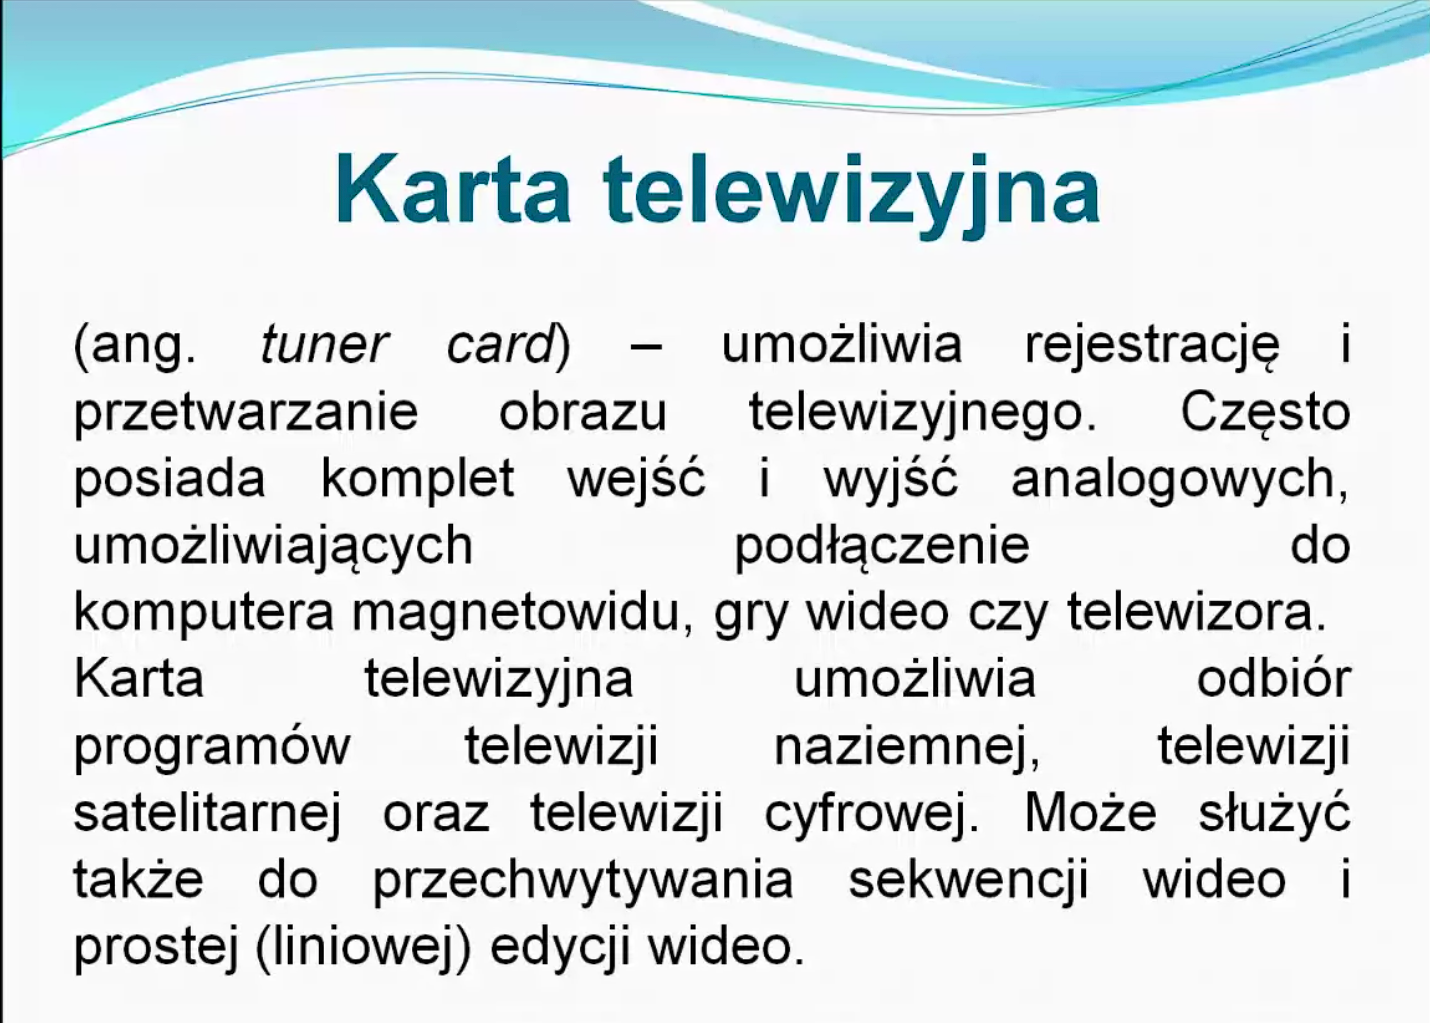 Karta telewizyjna
(ang. tuner card) – umożliwia rejestrację i
przetwarzanie obrazu telewizyjnego. Często
posiada komplet wejść i wyjść analogowych,
umożliwiających podłączenie do
komputera magnetowidu, gry wideo czy telewizora.
Karta telewizyjna umożliwia odbiór
programów telewizji naziemnej, telewizji
satelitarnej oraz telewizji cyfrowej. Może służyć
także do przechwytywania sekwencji wideo i
prostej (liniowej) edycji wideo.